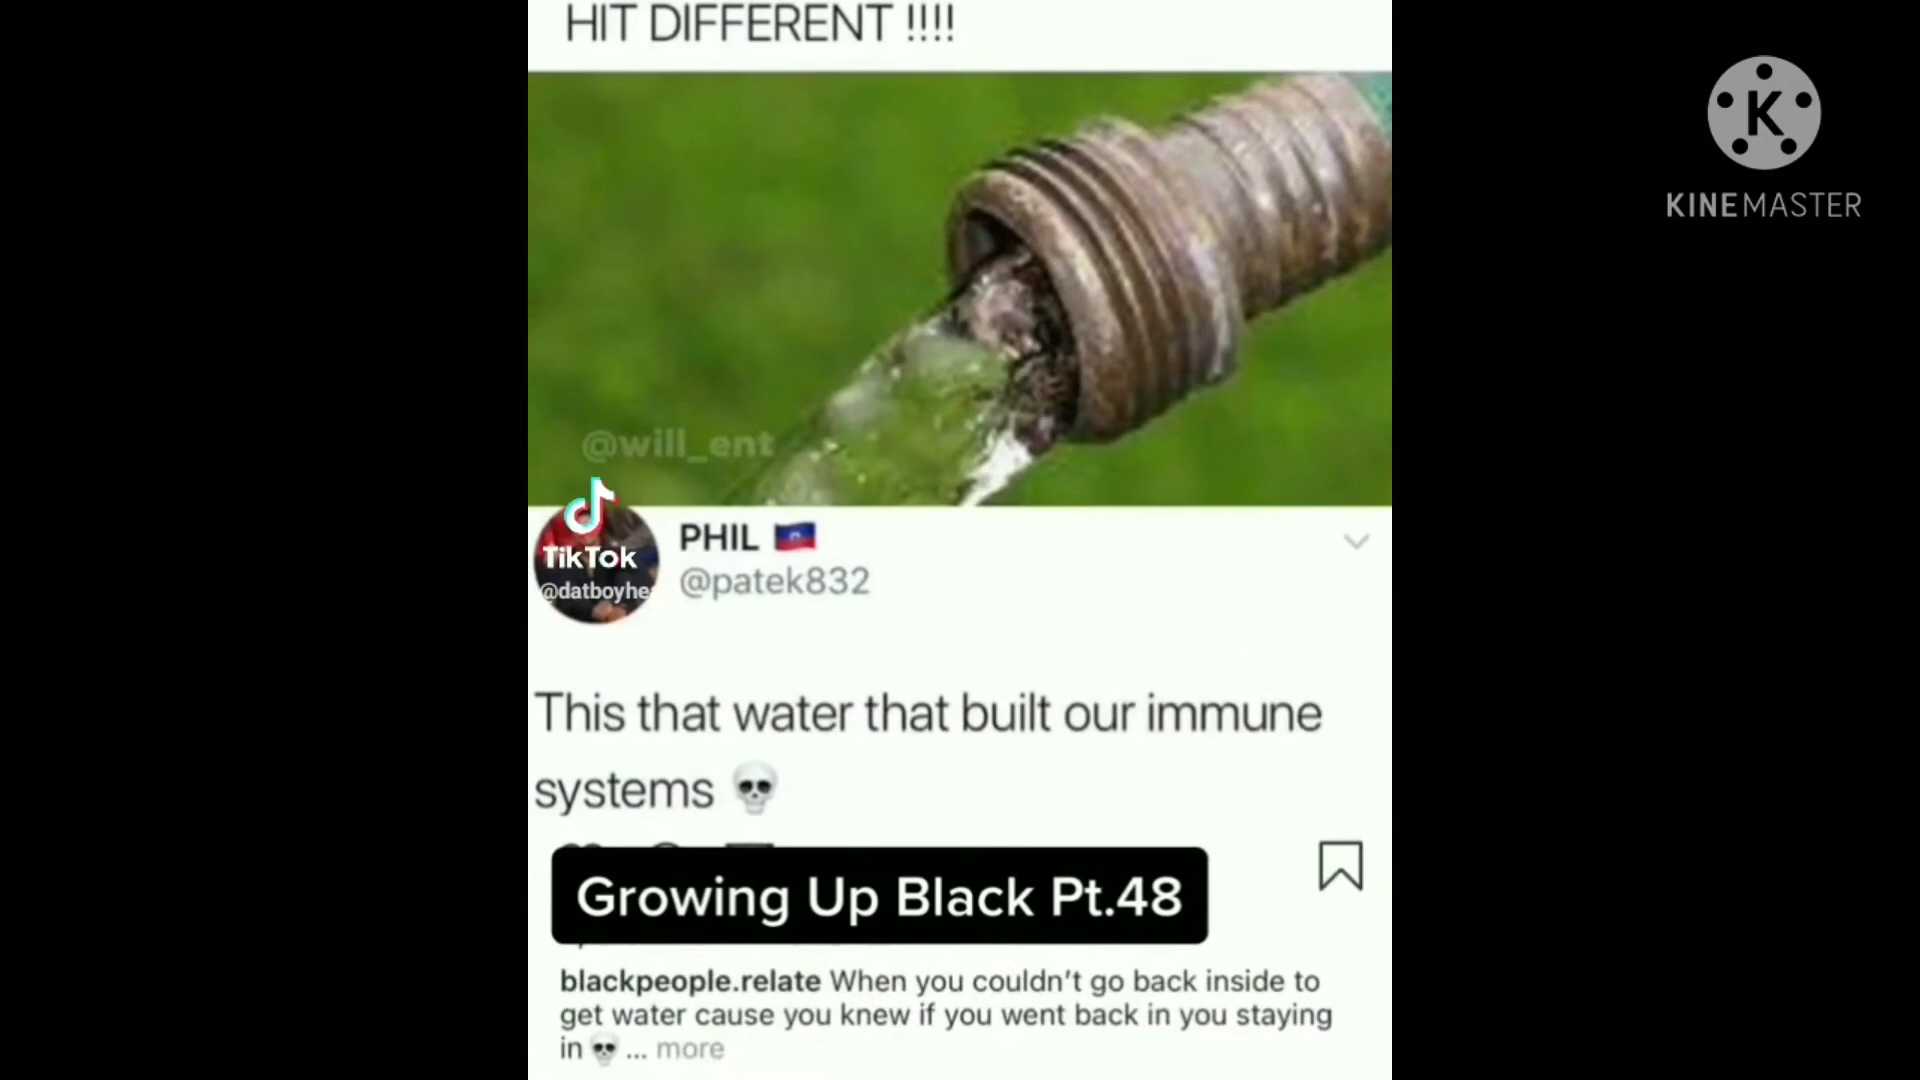 HIT DIFFERENT !!!!
K
KINEMASTER
@will_ent
TikTok
@datboyhe
PHIL
@patek832
This that water that built our immune
systems
Growing Up Black Pt.48
blackpeople.relate When you couldn't go back inside to
get water cause you knew if you went back in you staying
in ... more